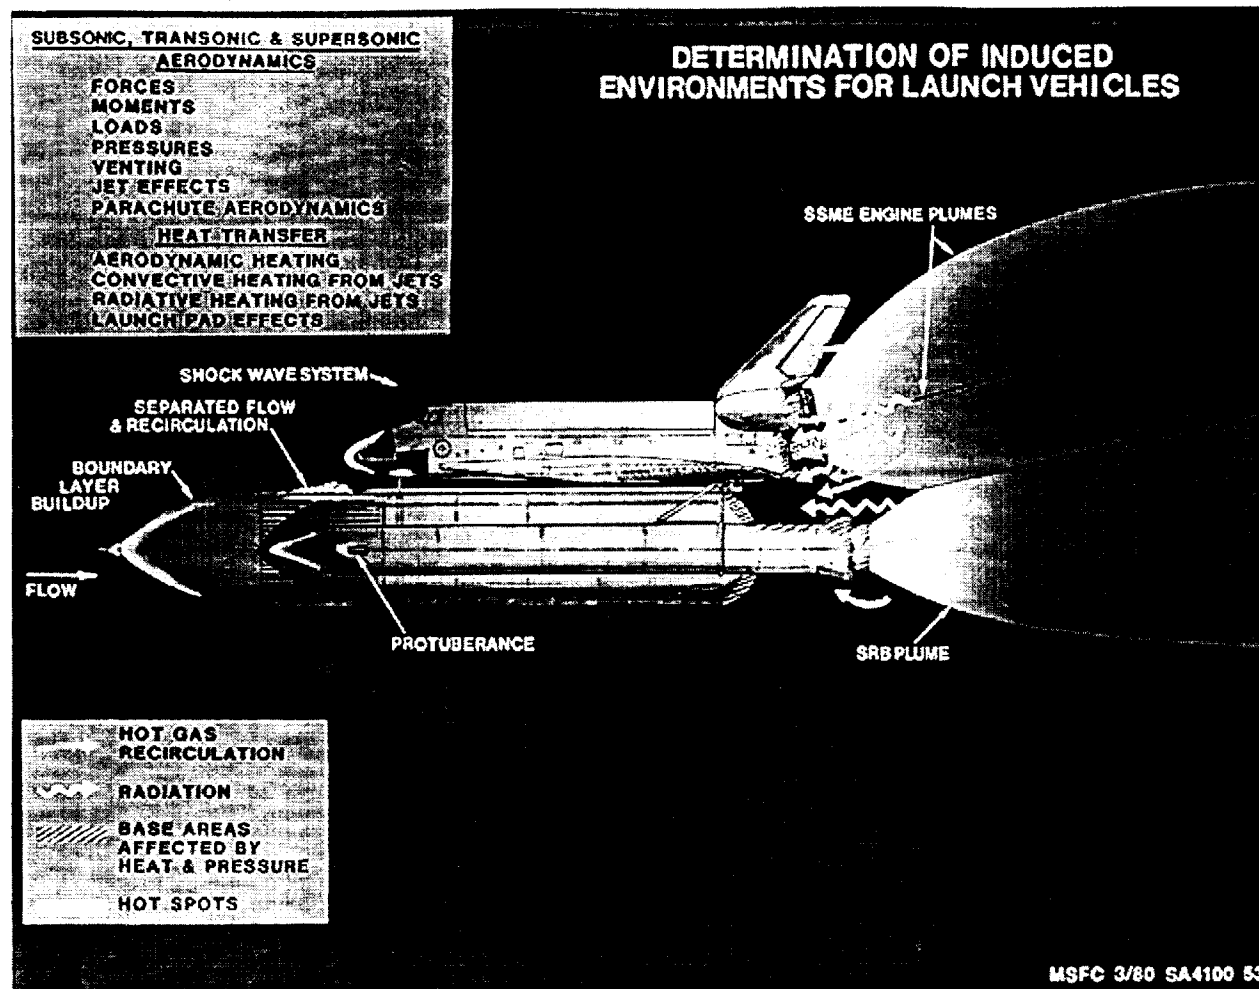 SUBSONIC, TRANSONIC & SUPERSONIC
AERODYNAMICS
FORCES
MOMENTS
LOADS
PRESSURES
VENTING
JET EFFECTS
PARACHUTE AERODYNAMICS
HEAT TRANSFER
AERODYNAMIC HEATING
CONVECTIVE HEATING FROM JETS
RADIATIVE HEATING FROM JETS
LAUNCH PAD EFFECTS
DETERMINATION OF INDUCED
ENVIRONMENTS FOR LAUNCH VEHICLES
SSME ENGINE PLUMES
SHOCK WAVE SYSTEM
SEPARATED FLOW
& RECIRCULATION
BOUNDARY
LAYER
BUILDUP
FLOW
PROTUBERANCE
SRB PLUME
HOT GAS
RECIRCULATION
RADIATION
BASE AREAS
AFFECTED BY
HEAT & PRESSURE
HOT SPOTS
MSFC 3/80 SA4100 53